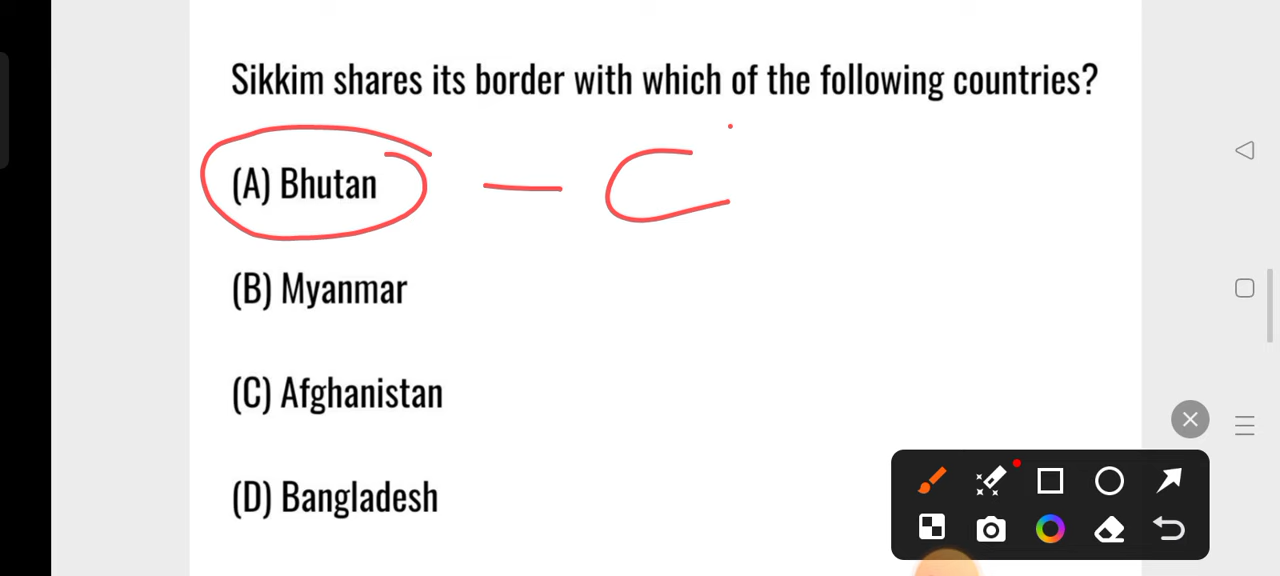 Sikkim shares its border with which of the following countries?
(A) Bhutan — C
(B) Myanmar
(C) Afghanistan
(D) Bangladesh